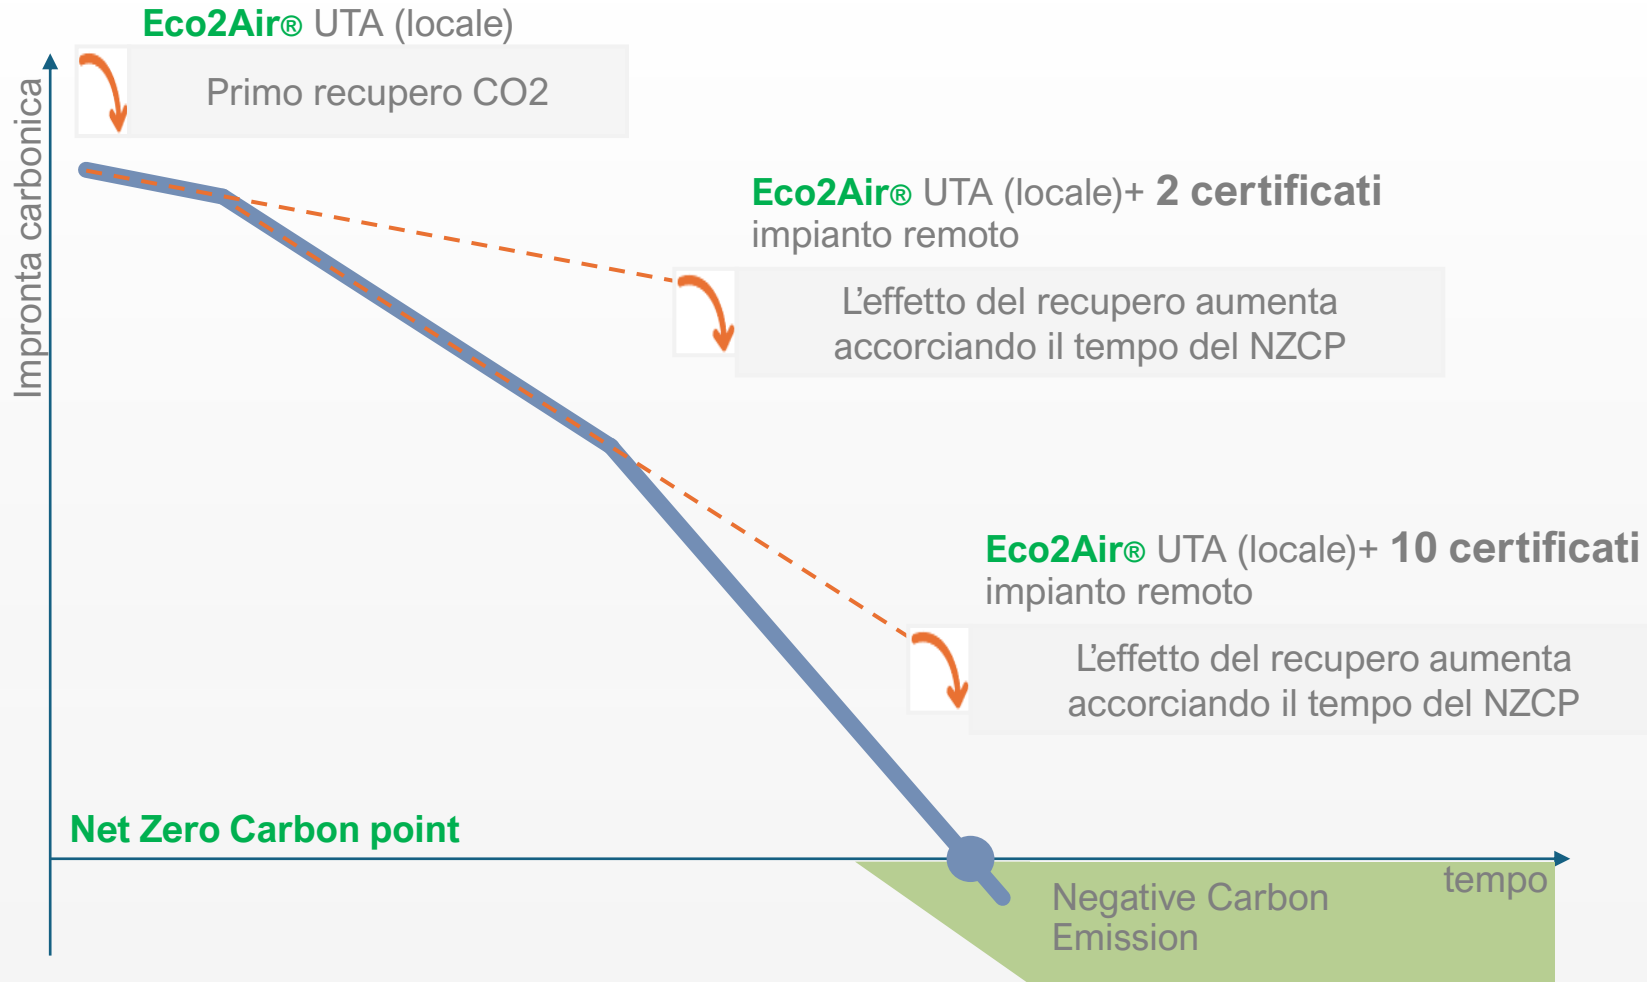 Eco2Air® UTA (locale)
Primo recupero CO2
Impronta carbonica
Eco2Air® UTA (locale)+ 2 certificati
impianto remoto
L'effetto del recupero aumenta
accorciando il tempo del NZCP
Eco2Air® UTA (locale)+ 10 certificati
impianto remoto
L'effetto del recupero aumenta
accorciando il tempo del NZCP
Net Zero Carbon point
tempo
Negative Carbon
Emission